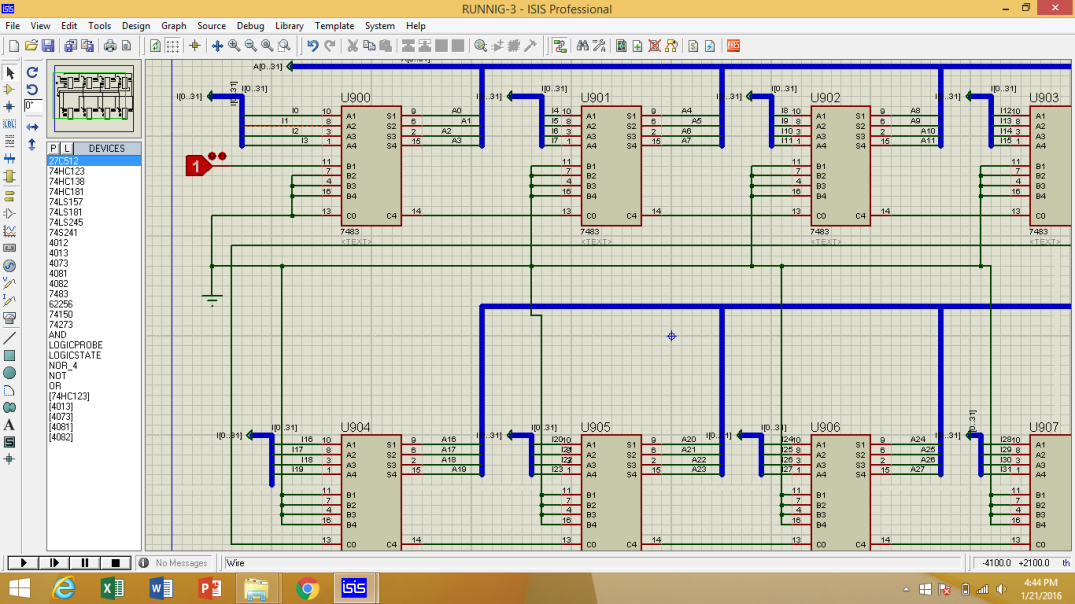 RUNNIG-3 - ISIS Professional
File View Edit Tools Design Graph Source Debug Library Template System Help
P L DEVICES
27C512
74HC123
74HC138
74HC181
74LS157
74LS181
74LS245
74S241
4012
4013
4073
4081
4082
7483
62256
74150
74273
AND
LOGICPROBE
LOGICSTATE
NOR_4
NOT
OR
[74HC123]
[4013]
[4073]
[4081]
[4082]
A[0..31]
I[0..31] I[0..31] I[0..31] I[0..31]
U900 U901 U902 U903
I0 10 A1 S1 9 A0 I4 10 A1 S1 9 A4 I8 10 A1 S1 9 A8 I12 10 A1
I1 8 A2 S2 6 A1 I5 8 A2 S2 6 A5 I9 8 A2 S2 6 A9 I13 8 A2
I2 3 A3 S3 2 A2 I6 3 A3 S3 2 A6 I10 3 A3 S3 2 A10 I14 3 A3
I3 1 A4 S4 15 A3 I7 1 A4 S4 15 A7 I11 1 A4 S4 15 A11 I15 1 A4
1 11 B1 11 B1 11 B1 11 B1
7 B2 7 B2 7 B2 7 B2
4 B3 4 B3 4 B3 4 B3
16 B4 16 B4 16 B4 16 B4
13 C0 C4 14 13 C0 C4 14 13 C0 C4 14 13 C0
7483 7483 7483 7483
<TEXT> <TEXT> <TEXT> <TEXT>
I[0..31] I[0..31] I[0..31] I[0..31]
U904 U905 U906 U907
I16 10 A1 S1 9 A16 I20 10 A1 S1 9 A20 I24 10 A1 S1 9 A24 I28 10 A1
I17 8 A2 S2 6 A17 I21 8 A2 S2 6 A21 I25 8 A2 S2 6 A25 I29 8 A2
I18 3 A3 S3 2 A18 I22 3 A3 S3 2 A22 I26 3 A3 S3 2 A26 I30 3 A3
I19 1 A4 S4 15 A19 I23 1 A4 S4 15 A23 I27 1 A4 S4 15 A27 I31 1 A4
11 B1 11 B1 11 B1 11 B1
7 B2 7 B2 7 B2 7 B2
4 B3 4 B3 4 B3 4 B3
16 B4 16 B4 16 B4 16 B4
13 C0 C4 14 13 C0 C4 14 13 C0 C4 14 13 C0
No Messages Wire -4100.0 +2100.0 th
isis
4:44 PM
1/21/2016